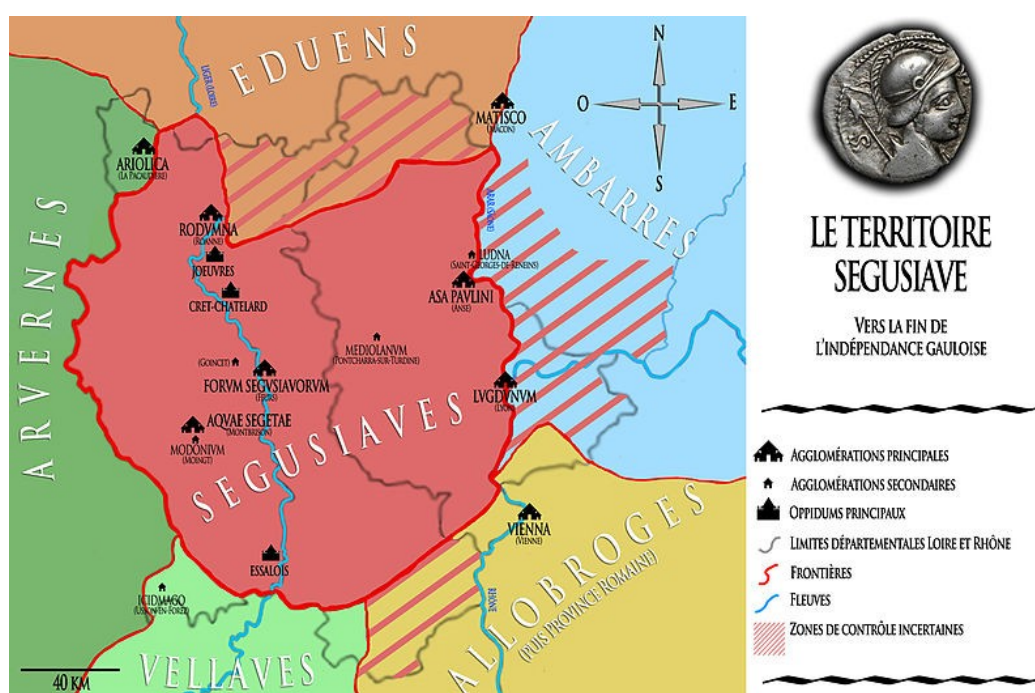 EDUENS
LIGER (LOIRE)
MATISCO
(MACON)
N
O
E
S
AMBARRES
ARIOLICA
(LA PACAUDIERE)
ARVERNES
RODVMNA
(ROANNE)
JOEUVRES
CRET-CHATELARD
ARAR (SAONE)
LUDNA
(SAINT-GEORGES-DE-RENEINS)
ASA PAVLINI
(ANSE)
MEDIOLANVM
(PONTCHARRA-SUR-TURDINE)
(GOINCET)
FORVM SEGVSIAVORVM
(FEURS)
LVGDVNVM
(LYON)
AQVAE SEGETAE
(MONTBRISON)
MODONIVM
(MOINGT)
SEGUSIAVES
VIENNA
(VIENNE)
ESSALOIS
ICIDMAGO
(USSON-EN-FOREZ)
RHONE
ALLOBROGES
(PUIS PROVINCE ROMAINE)
VELLAVES
40 KM
LE TERRITOIRE
SEGUSIAVE
VERS LA FIN DE
L'INDÉPENDANCE GAULOISE
AGGLOMÉRATIONS PRINCIPALES
AGGLOMÉRATIONS SECONDAIRES
OPPIDUMS PRINCIPAUX
LIMITES DÉPARTEMENTALES LOIRE ET RHÔNE
FRONTIÈRES
FLEUVES
ZONES DE CONTRÔLE INCERTAINES